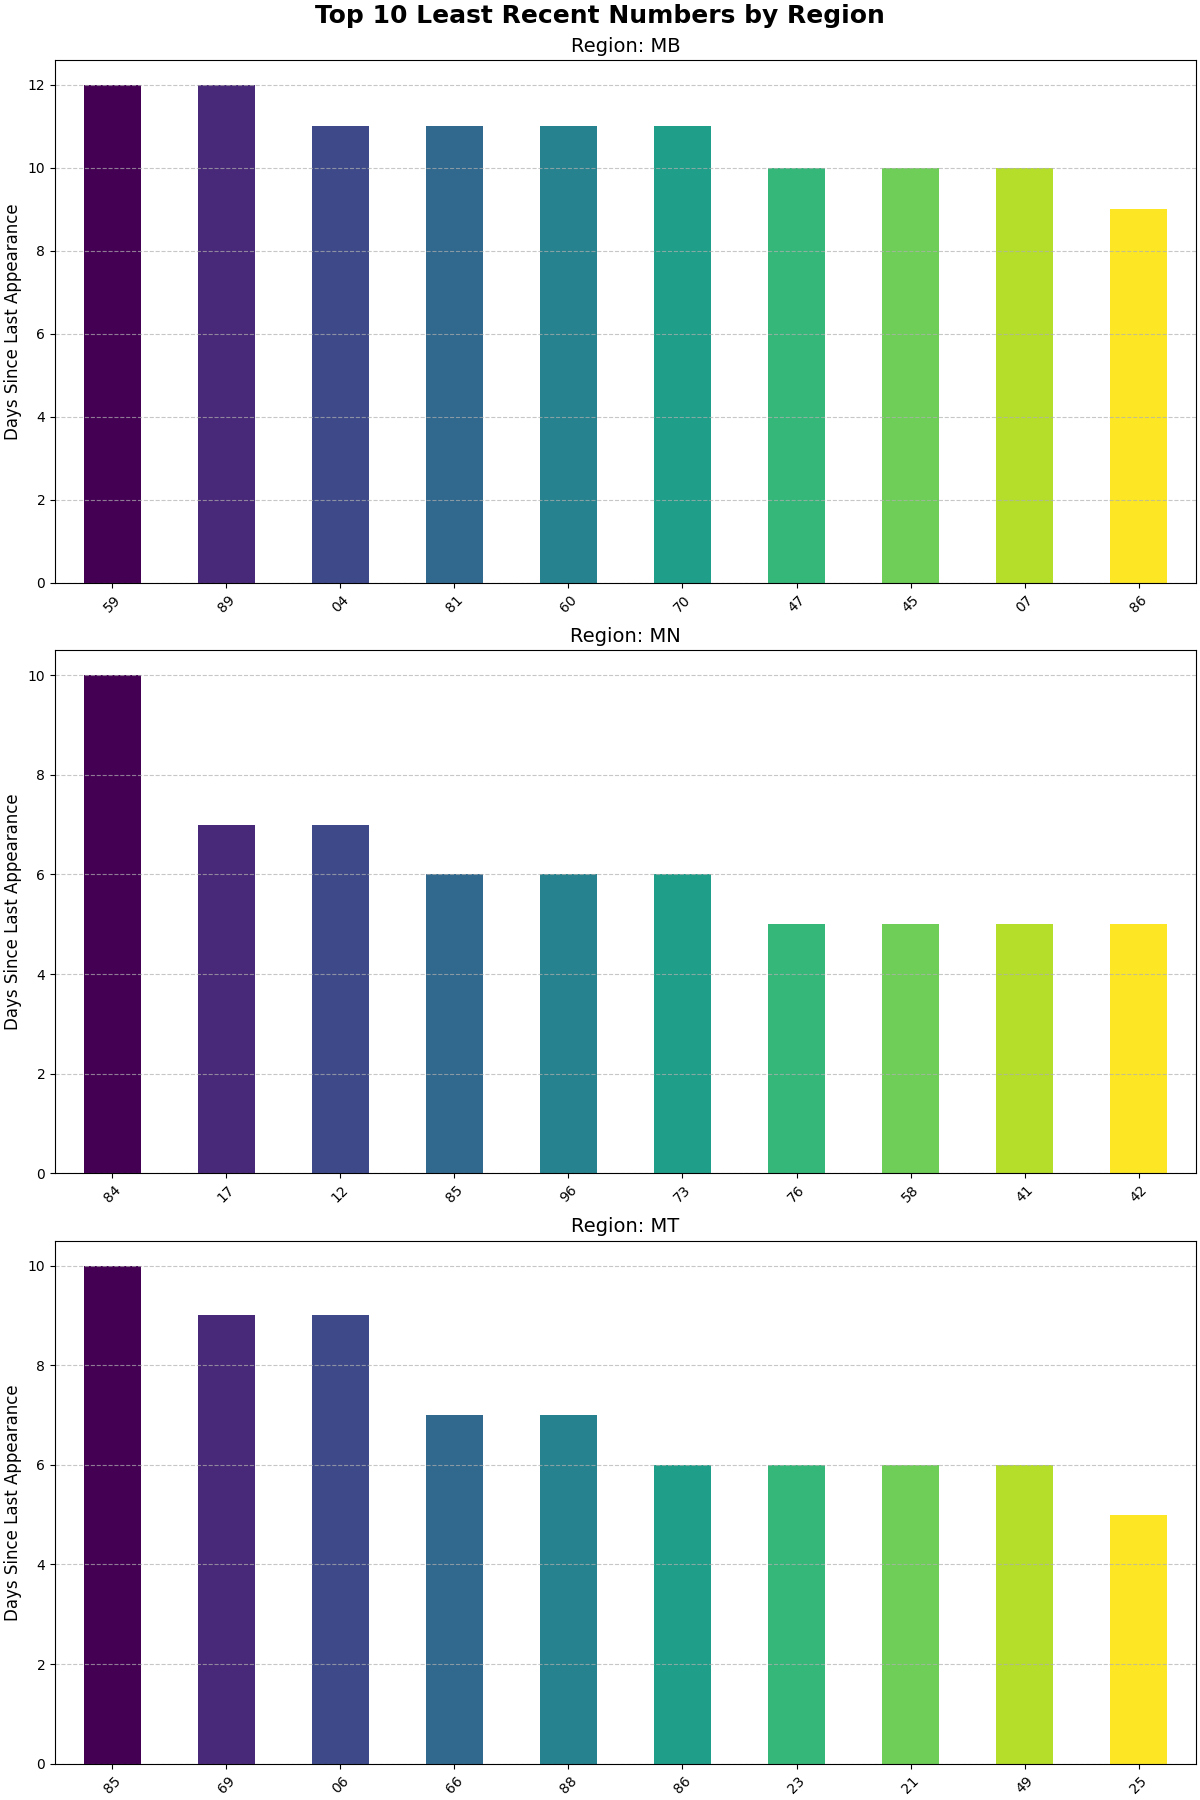 Top 10 Least Recent Numbers by Region
Region: MB
Days Since Last Appearance
12
10
8
6
4
2
0
59 89 04 81 60 70 47 45 07 86
Region: MN
Days Since Last Appearance
10
8
6
4
2
0
84 17 12 85 96 73 76 58 41 42
Region: MT
Days Since Last Appearance
10
8
6
4
2
0
85 69 06 66 88 86 23 21 49 25